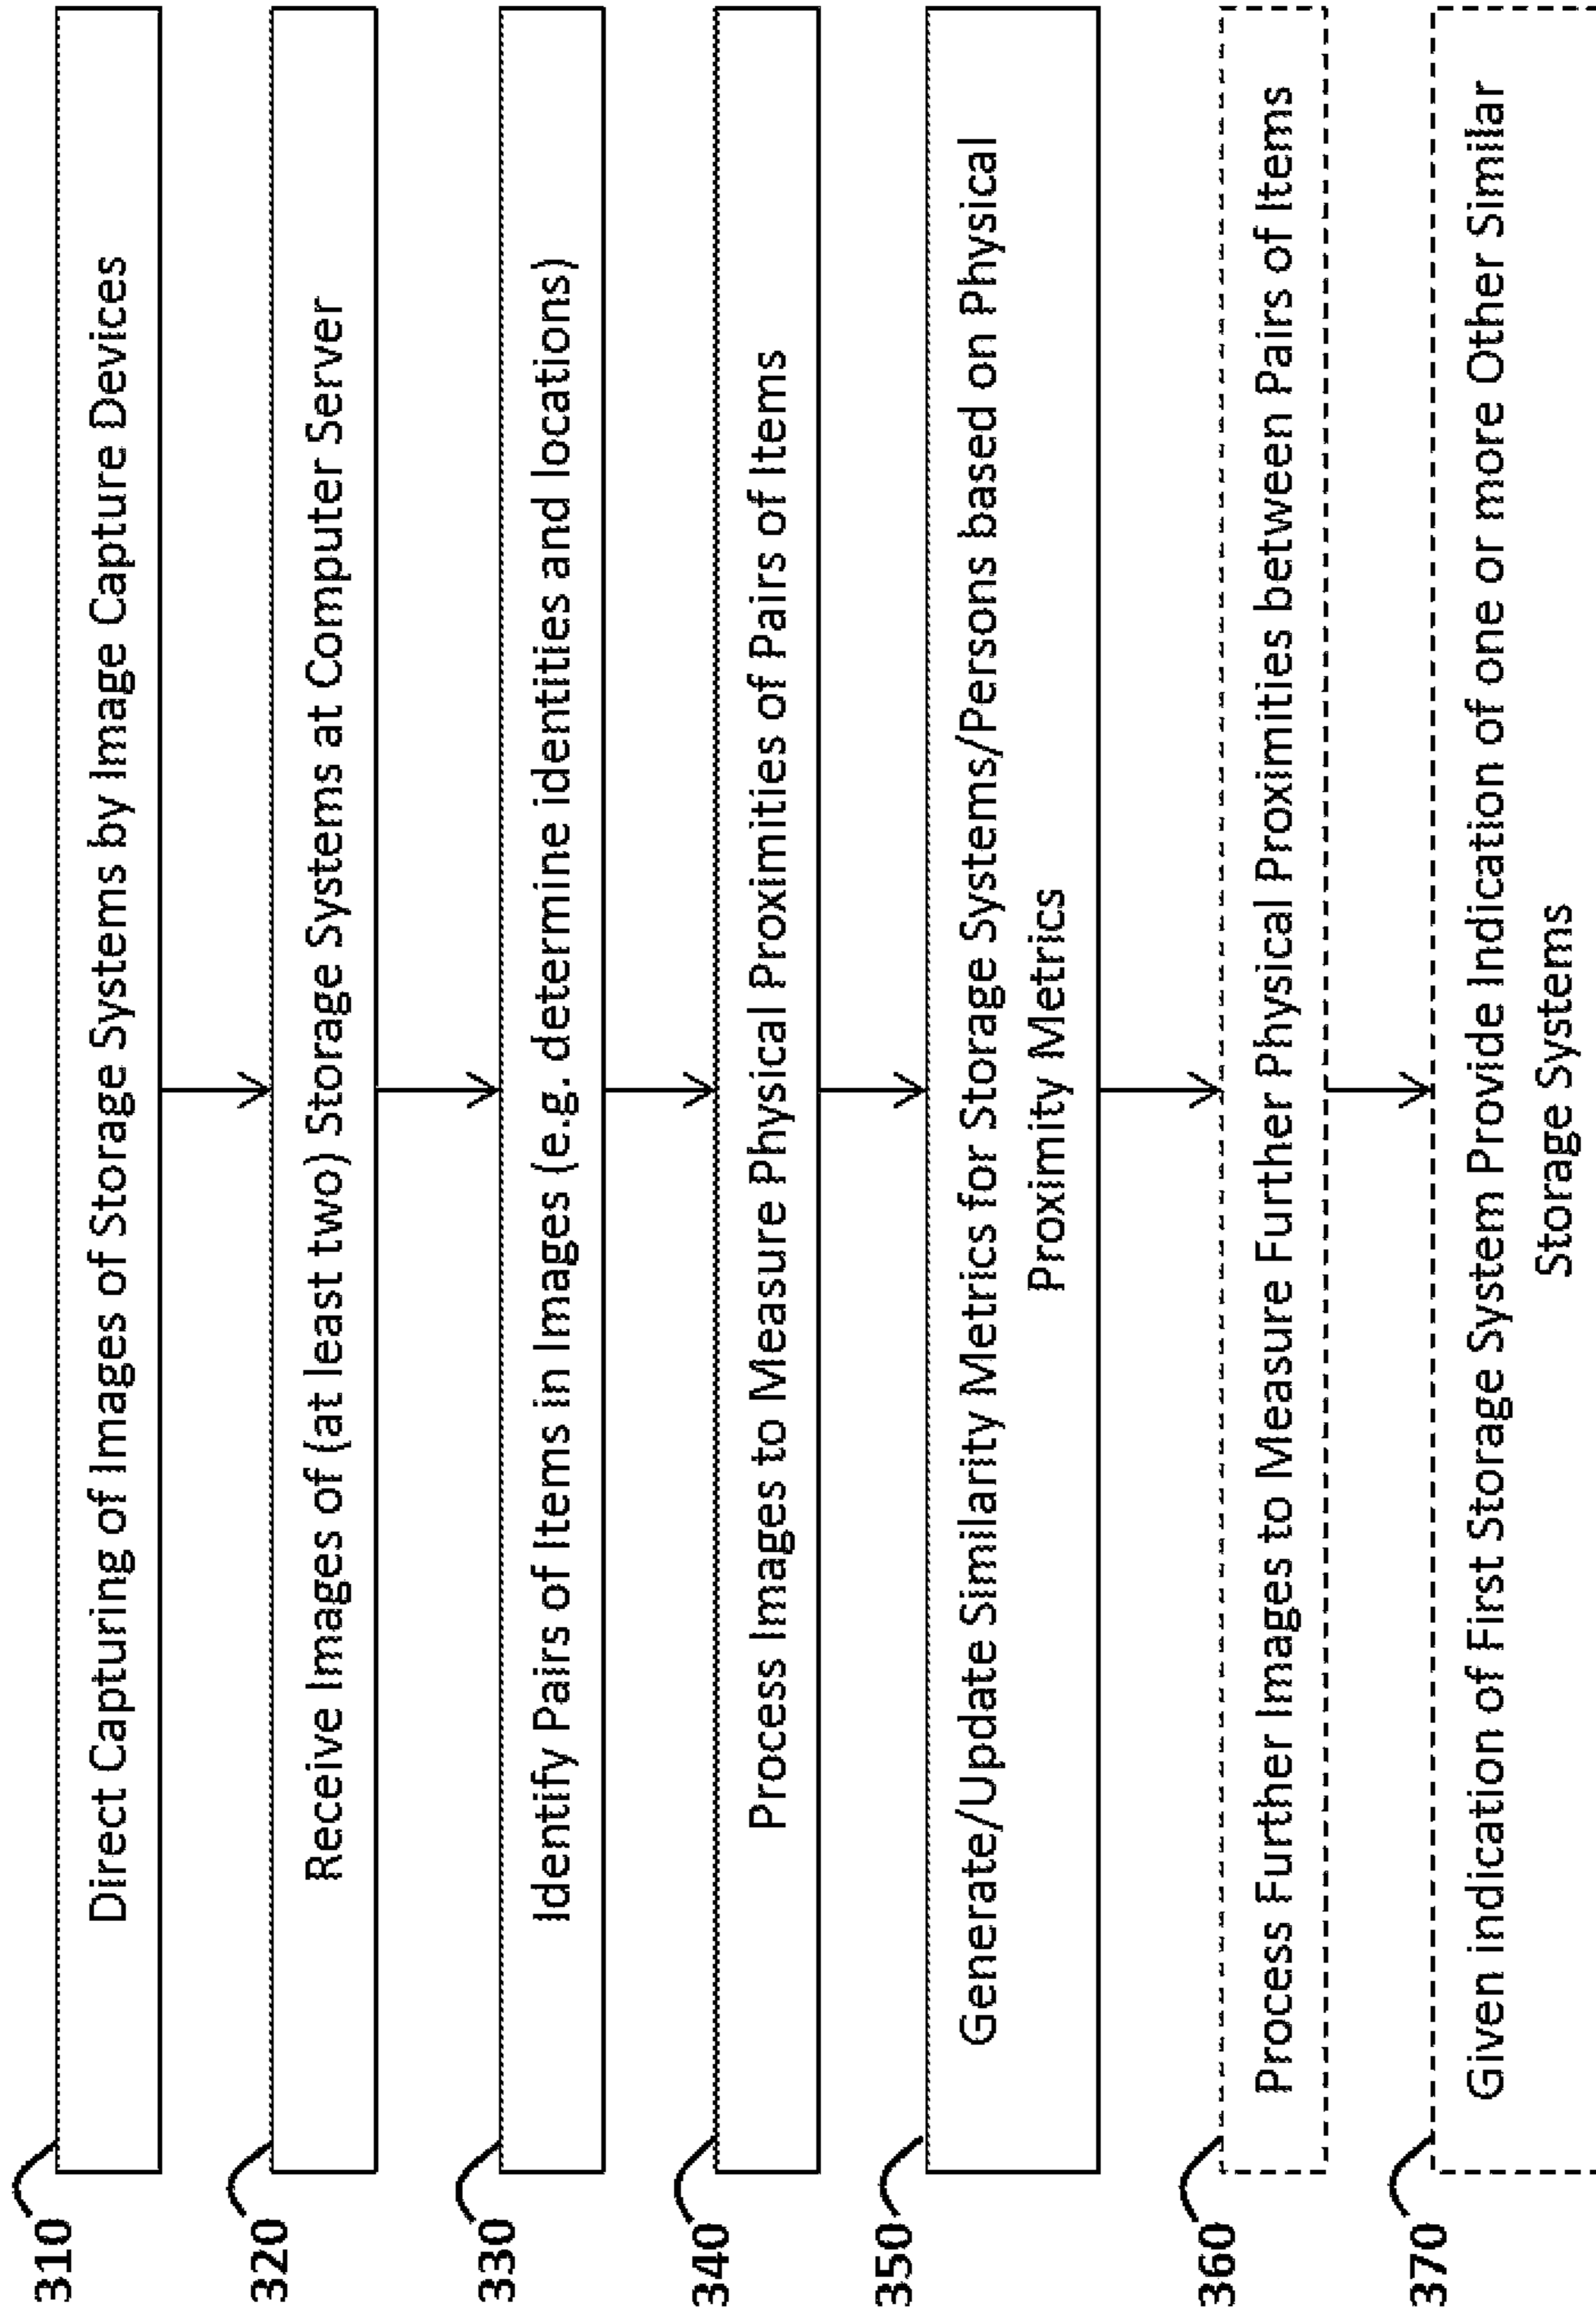 310
Direct Capturing of Images of Storage Systems by Image Capture Devices
320
Receive Images of (at least two) Storage Systems at Computer Server
330
Identify Pairs of Items in Images (e.g. determine identities and locations)
340
Process Images to Measure Physical Proximities of Pairs of Items
350
Generate/Update Similarity Metrics for Storage Systems/Persons based on Physical
Proximity Metrics
360
Process Further Images to Measure Further Physical Proximities between Pairs of Items
370
Given indication of First Storage System Provide Indication of one or more Other Similar
Storage Systems